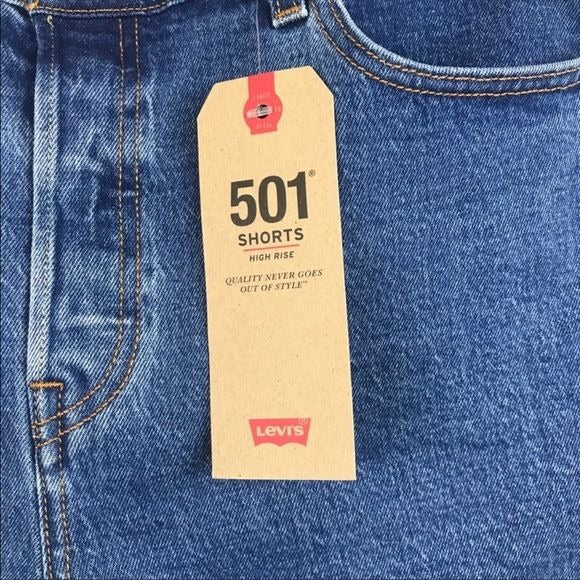 501®
SHORTS
HIGH RISE
QUALITY NEVER GOES
OUT OF STYLE™
LEVI'S®